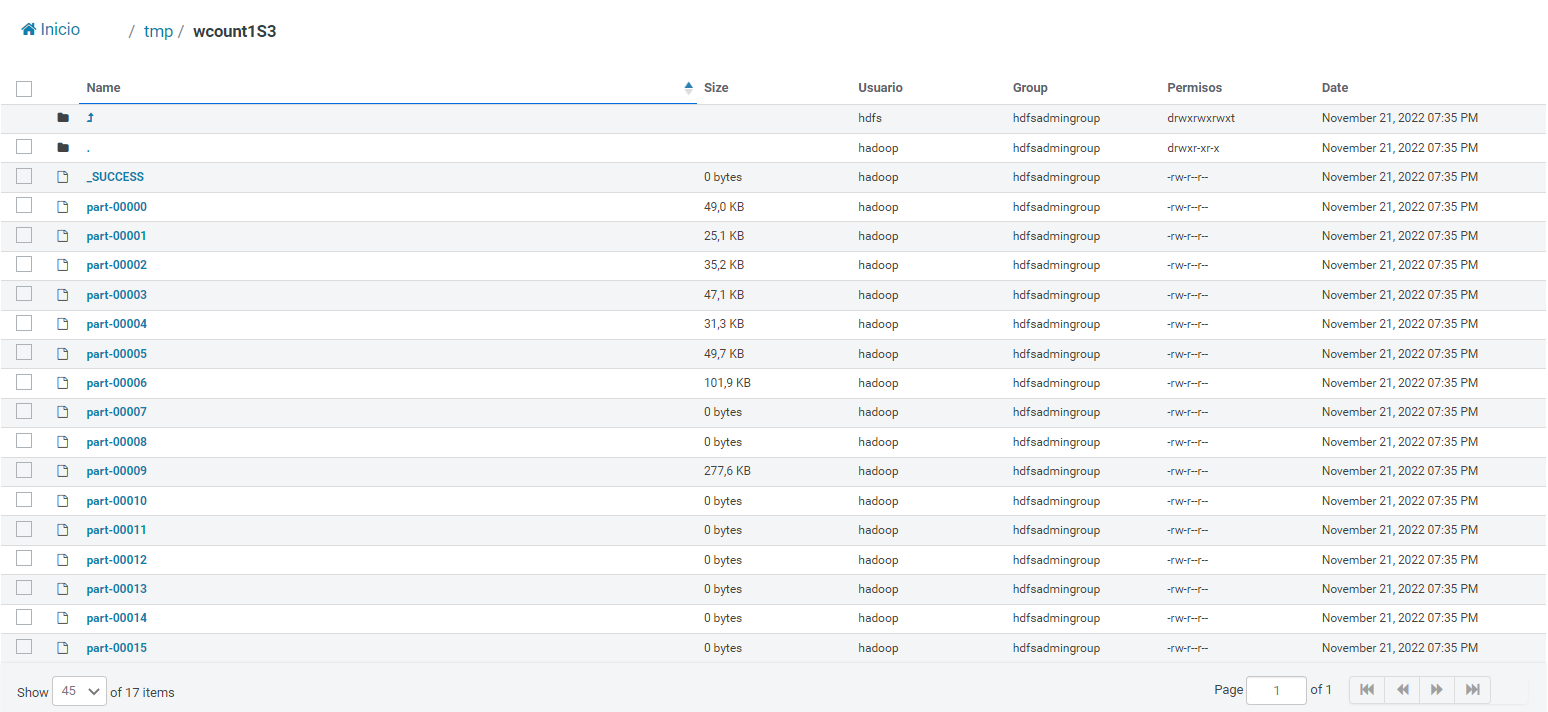 Inicio / tmp / wcount1S3
Name Size Usuario Group Permisos Date
hdfs hdfsadmingroup drwxrwxrwxt November 21, 2022 07:35 PM
. hadoop hdfsadmingroup drwxr-xr-x November 21, 2022 07:35 PM
_SUCCESS 0 bytes hadoop hdfsadmingroup -rw-r--r-- November 21, 2022 07:35 PM
part-00000 49,0 KB hadoop hdfsadmingroup -rw-r--r-- November 21, 2022 07:35 PM
part-00001 25,1 KB hadoop hdfsadmingroup -rw-r--r-- November 21, 2022 07:35 PM
part-00002 35,2 KB hadoop hdfsadmingroup -rw-r--r-- November 21, 2022 07:35 PM
part-00003 47,1 KB hadoop hdfsadmingroup -rw-r--r-- November 21, 2022 07:35 PM
part-00004 31,3 KB hadoop hdfsadmingroup -rw-r--r-- November 21, 2022 07:35 PM
part-00005 49,7 KB hadoop hdfsadmingroup -rw-r--r-- November 21, 2022 07:35 PM
part-00006 101,9 KB hadoop hdfsadmingroup -rw-r--r-- November 21, 2022 07:35 PM
part-00007 0 bytes hadoop hdfsadmingroup -rw-r--r-- November 21, 2022 07:35 PM
part-00008 0 bytes hadoop hdfsadmingroup -rw-r--r-- November 21, 2022 07:35 PM
part-00009 277,6 KB hadoop hdfsadmingroup -rw-r--r-- November 21, 2022 07:35 PM
part-00010 0 bytes hadoop hdfsadmingroup -rw-r--r-- November 21, 2022 07:35 PM
part-00011 0 bytes hadoop hdfsadmingroup -rw-r--r-- November 21, 2022 07:35 PM
part-00012 0 bytes hadoop hdfsadmingroup -rw-r--r-- November 21, 2022 07:35 PM
part-00013 0 bytes hadoop hdfsadmingroup -rw-r--r-- November 21, 2022 07:35 PM
part-00014 0 bytes hadoop hdfsadmingroup -rw-r--r-- November 21, 2022 07:35 PM
part-00015 0 bytes hadoop hdfsadmingroup -rw-r--r-- November 21, 2022 07:35 PM
Show 45 of 17 items Page 1 of 1